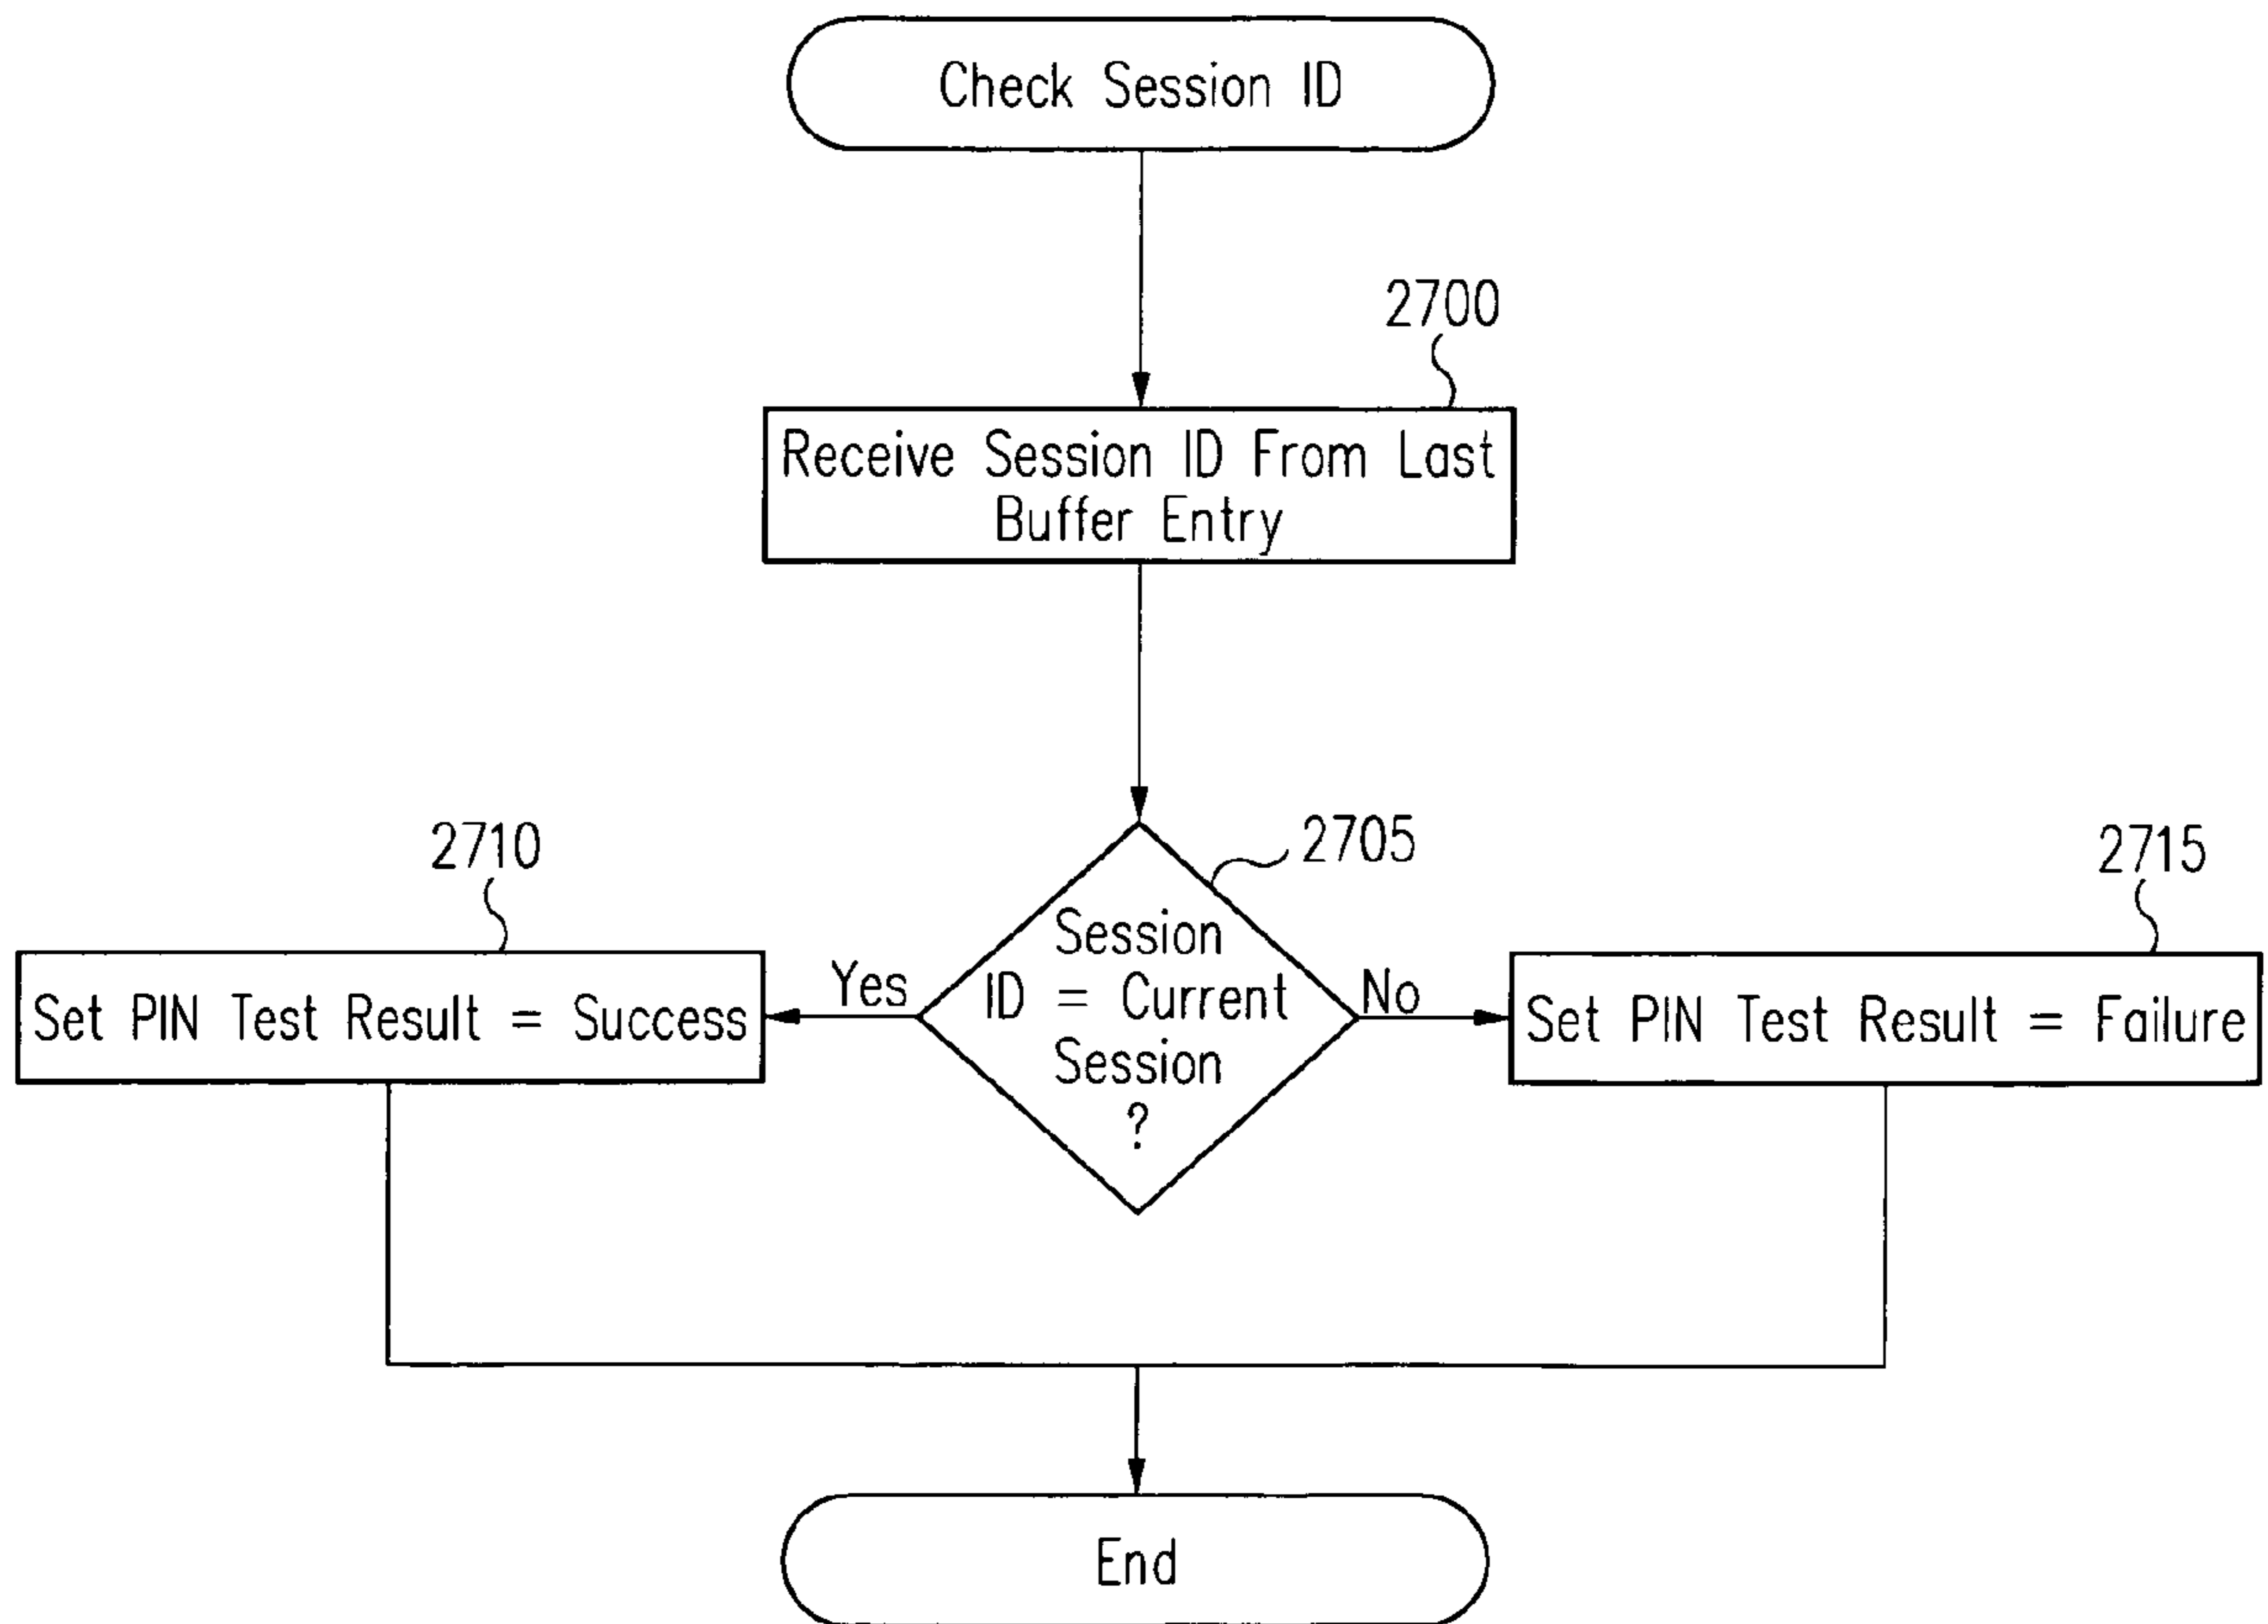 Check Session ID
2700
Receive Session ID From Last
Buffer Entry
2705
Session
ID = Current
Session
?
Yes
No
2710
Set PIN Test Result = Success
2715
Set PIN Test Result = Failure
End